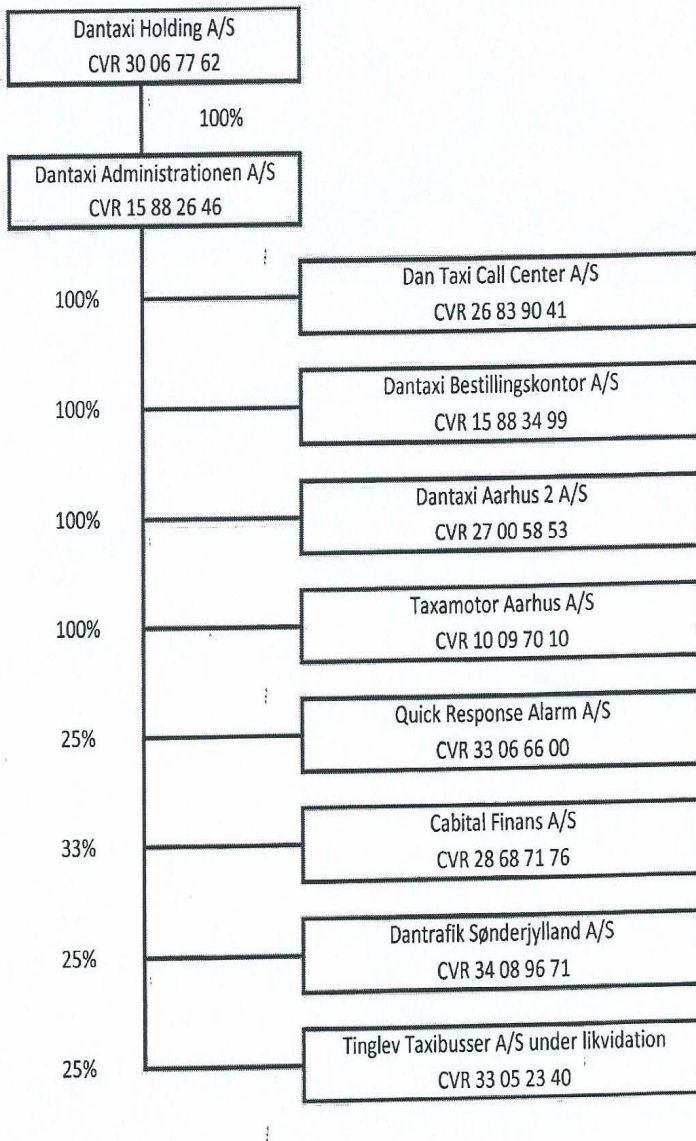 Dantaxi Holding A/S
CVR 30 06 77 62
100%
Dantaxi Administrationen A/S
CVR 15 88 26 46
100%
Dan Taxi Call Center A/S
CVR 26 83 90 41
100%
Dantaxi Bestillingskontor A/S
CVR 15 88 34 99
100%
Dantaxi Aarhus 2 A/S
CVR 27 00 58 53
100%
Taxamotor Aarhus A/S
CVR 10 09 70 10
25%
Quick Response Alarm A/S
CVR 33 06 66 00
33%
Cabital Finans A/S
CVR 28 68 71 76
25%
Dantrafik Sønderjylland A/S
CVR 34 08 96 71
25%
Tinglev Taxibusser A/S under likvidation
CVR 33 05 23 40